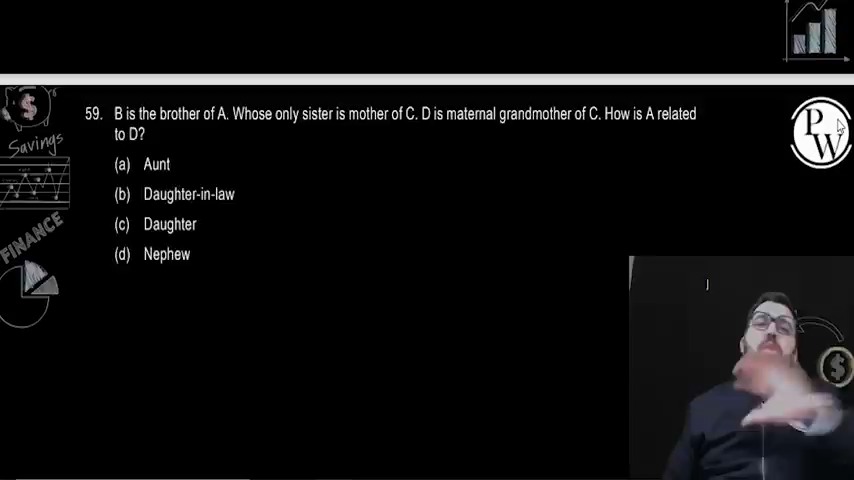 59. B is the brother of A. Whose only sister is mother of C. D is maternal grandmother of C. How is A related
to D?
(a) Aunt
(b) Daughter-in-law
(c) Daughter
(d) Nephew
$
Savings
FINANCE
P
W
$